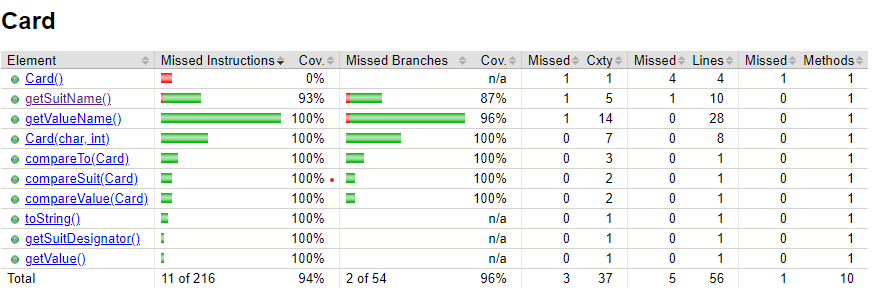 Card
Element Missed Instructions Cov. Missed Branches Cov. Missed Cxty Missed Lines Missed Methods
Card() 0% n/a 1 1 4 4 1 1
getSuitName() 93% 87% 1 5 1 10 0 1
getValueName() 100% 96% 1 14 0 28 0 1
Card(char, int) 100% 100% 0 7 0 8 0 1
compareTo(Card) 100% 100% 0 3 0 1 0 1
compareSuit(Card) 100% 100% 0 2 0 1 0 1
compareValue(Card) 100% 100% 0 2 0 1 0 1
toString() 100% n/a 0 1 0 1 0 1
getSuitDesignator() 100% n/a 0 1 0 1 0 1
getValue() 100% n/a 0 1 0 1 0 1
Total 11 of 216 94% 2 of 54 96% 3 37 5 56 1 10